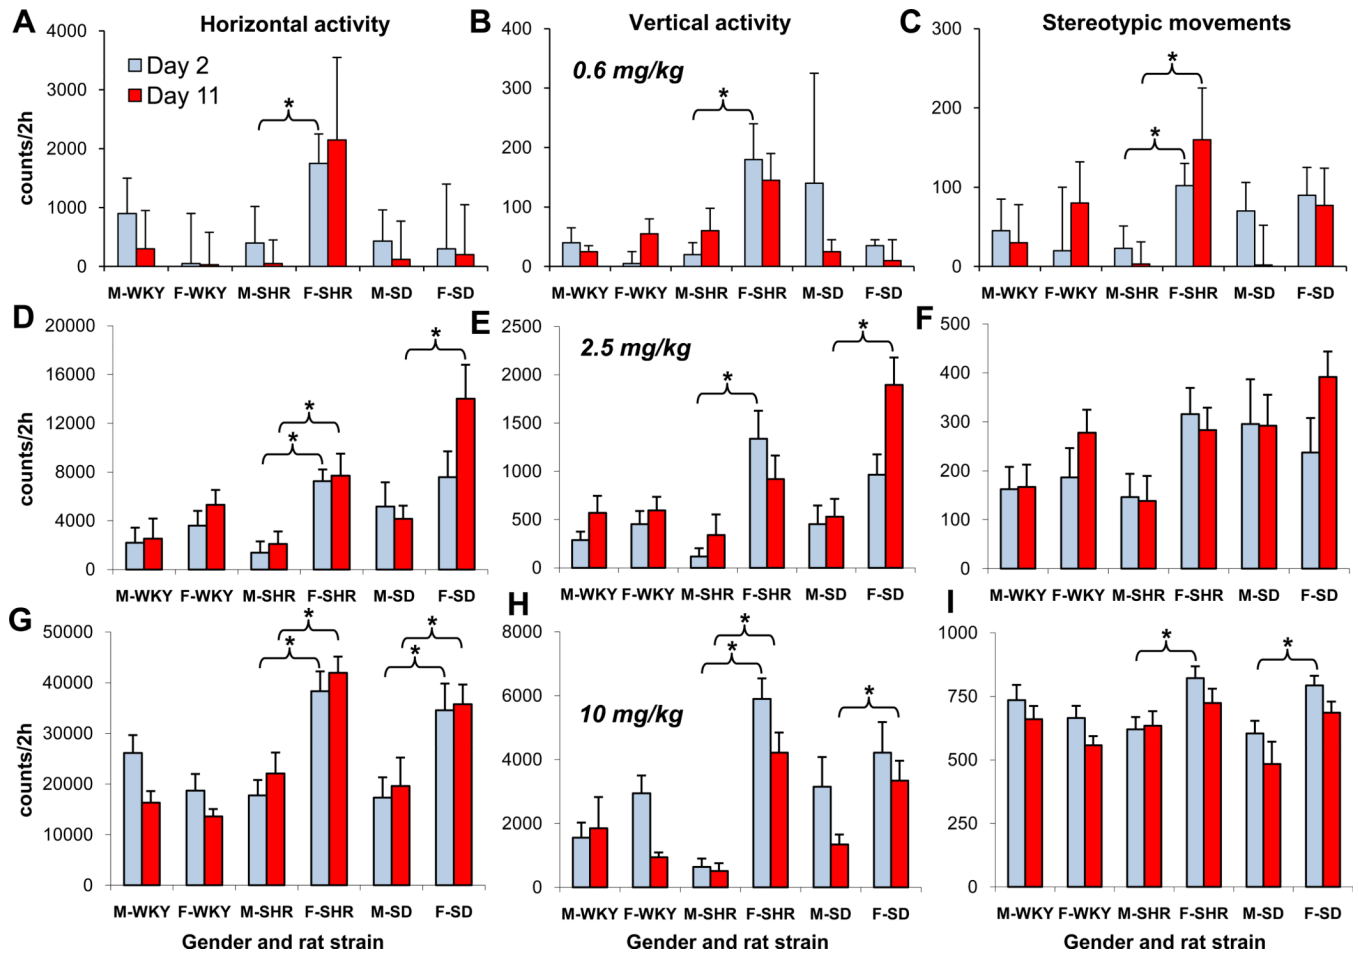 A Horizontal activity
B Vertical activity
C Stereotypic movements
Day 2
Day 11
0.6 mg/kg
counts/2h
4000
3000
2000
1000
0
* 
M-WKY F-WKY M-SHR F-SHR M-SD F-SD
400
300
200
100
0
*
M-WKY F-WKY M-SHR F-SHR M-SD F-SD
300
200
100
0
*
*
M-WKY F-WKY M-SHR F-SHR M-SD F-SD
D
counts/2h
20000
16000
12000
8000
4000
0
*
*
*
M-WKY F-WKY M-SHR F-SHR M-SD F-SD
E
2.5 mg/kg
2500
2000
1500
1000
500
0
*
*
M-WKY F-WKY M-SHR F-SHR M-SD F-SD
F
500
400
300
200
100
0
M-WKY F-WKY M-SHR F-SHR M-SD F-SD
G
counts/2h
50000
40000
30000
20000
10000
0
*
*
*
*
M-WKY F-WKY M-SHR F-SHR M-SD F-SD
Gender and rat strain
H
10 mg/kg
8000
6000
4000
2000
0
*
*
*
M-WKY F-WKY M-SHR F-SHR M-SD F-SD
Gender and rat strain
I
1000
750
500
250
0
*
*
M-WKY F-WKY M-SHR F-SHR M-SD F-SD
Gender and rat strain